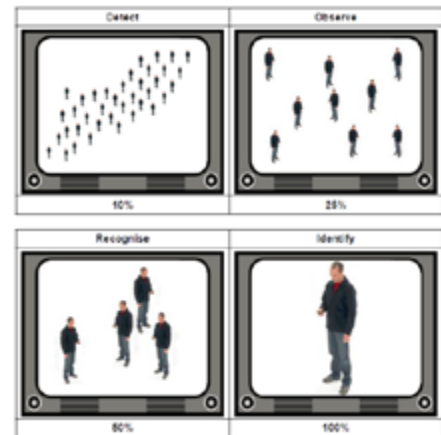 Detect
Observe
10%
25%
Recognise
Identify
50%
100%